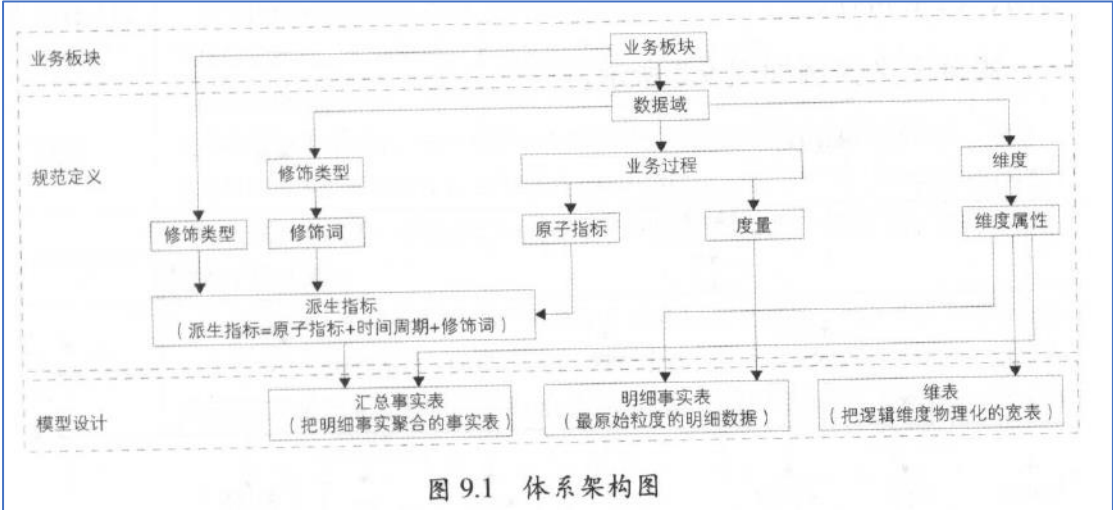 业务板块
业务板块
数据域
规范定义
修饰类型
业务过程
维度
修饰类型
修饰词
原子指标
度量
维度属性
派生指标
(派生指标=原子指标+时间周期+修饰词)
模型设计
汇总事实表
(把明细事实聚合的事实表)
明细事实表
(最原始粒度的明细数据)
维表
(把逻辑维度物理化的宽表)
图 9.1 体系架构图